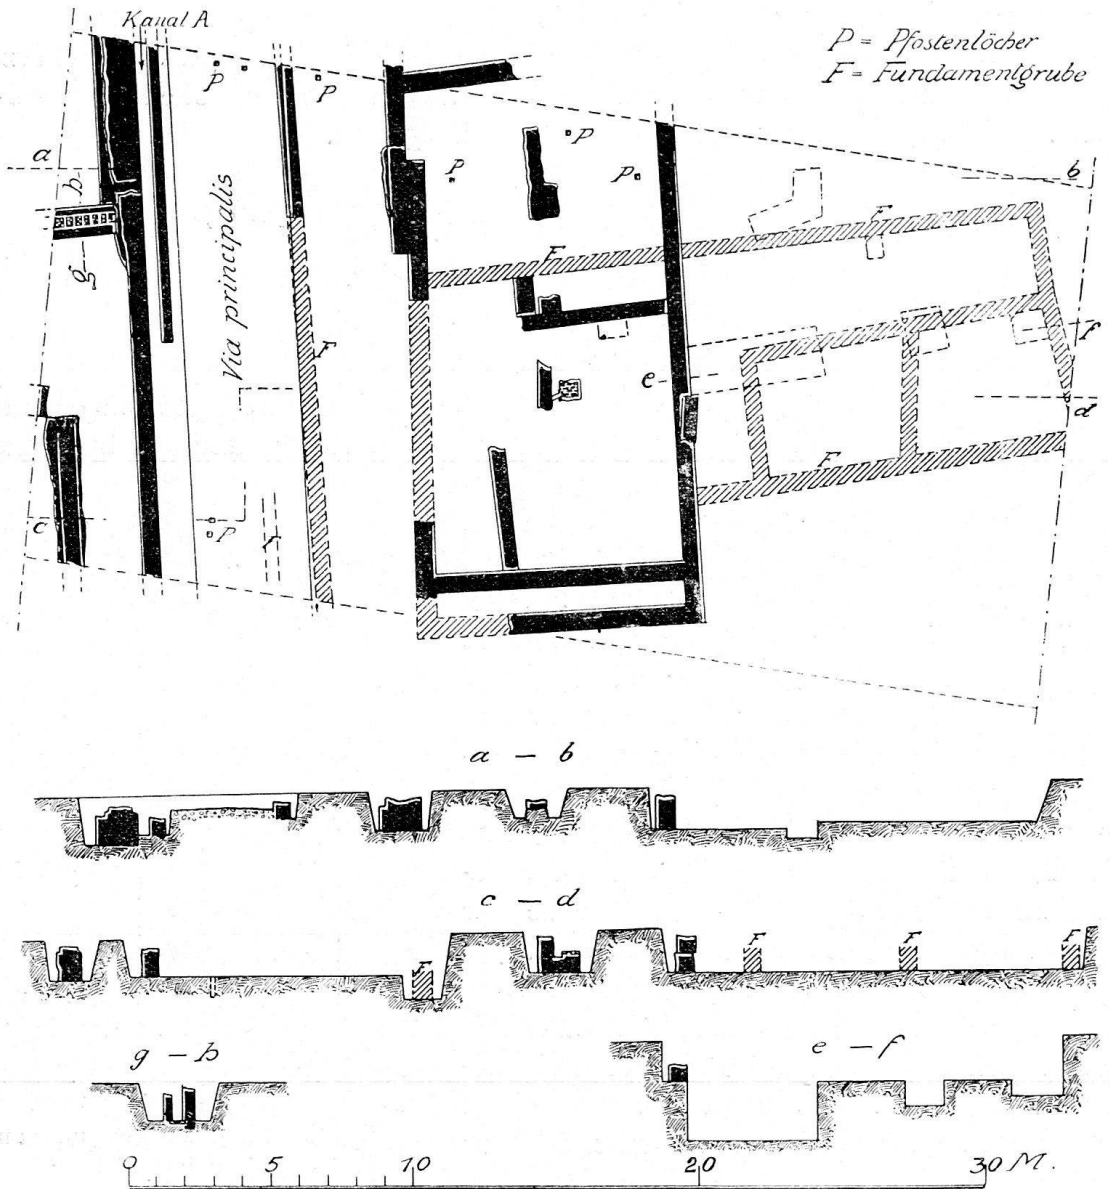 Kanal A
P = Pfostenlöcher
F = Fundamentgrube
P
P
P
a
h
P
P
b
F
g
Via principalis
F
F
f
e
d
F
c
P
a — b
c — d
F
F
F
F
g — h
e — f
0 5 10 20 30 M.